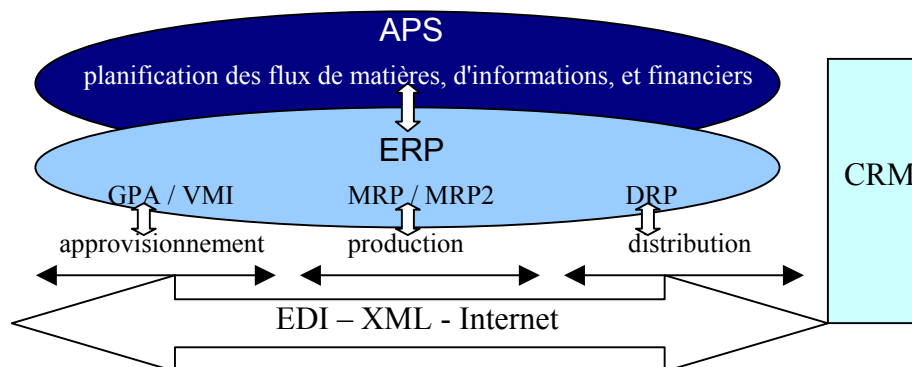 APS
planification des flux de matières, d'informations, et financiers
ERP
GPA / VMI MRP / MRP2 DRP
approvisionnement production distribution
EDI – XML - Internet
CRM